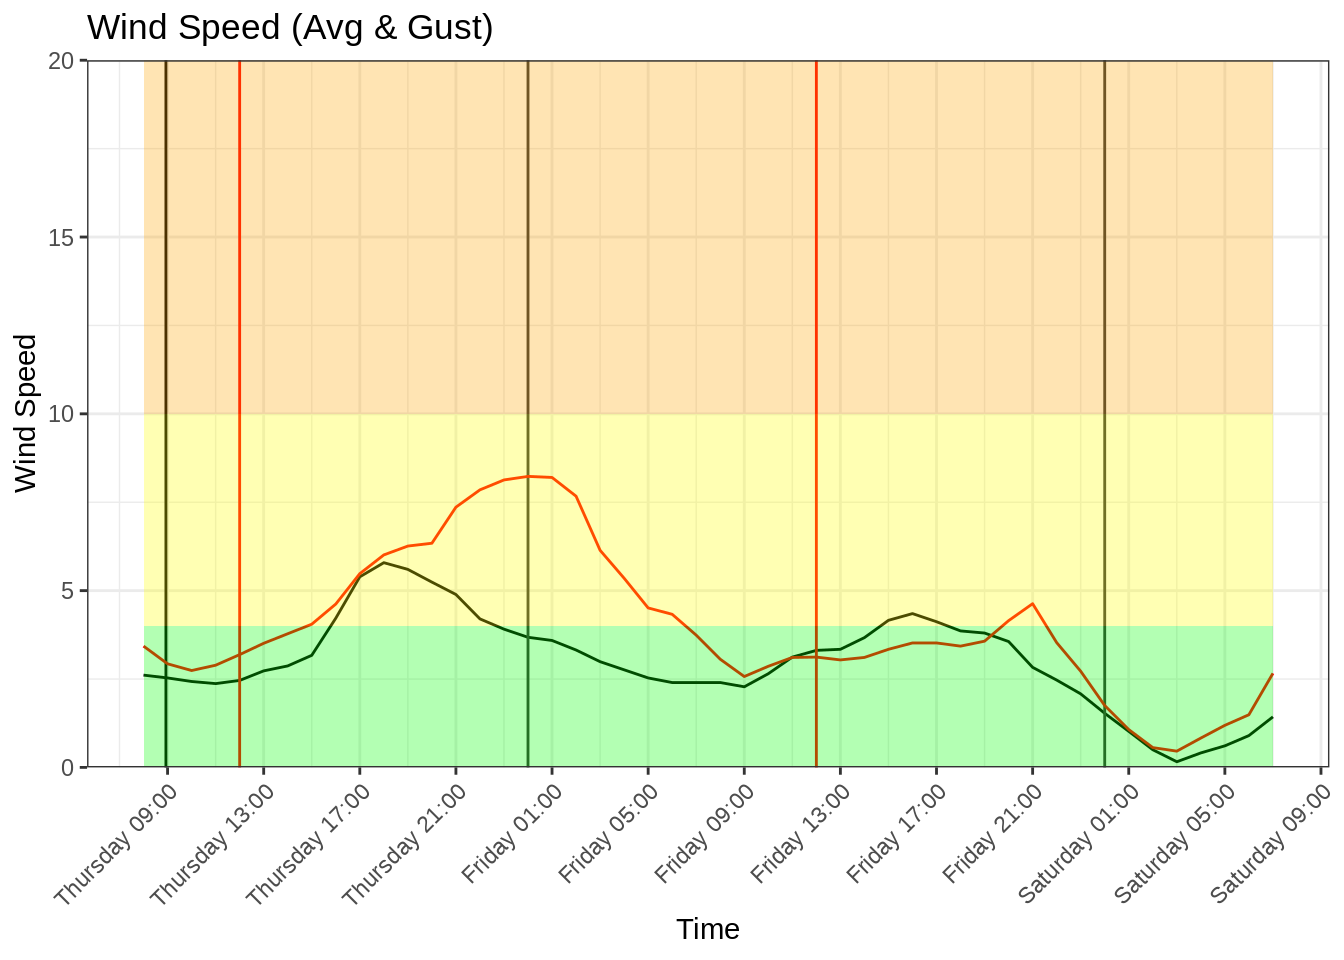 Wind Speed (Avg & Gust)
20
15
10
5
0
Wind Speed
Thursday 09:00
Thursday 13:00
Thursday 17:00
Thursday 21:00
Friday 01:00
Friday 05:00
Friday 09:00
Friday 13:00
Friday 17:00
Friday 21:00
Saturday 01:00
Saturday 05:00
Saturday 09:00
Time